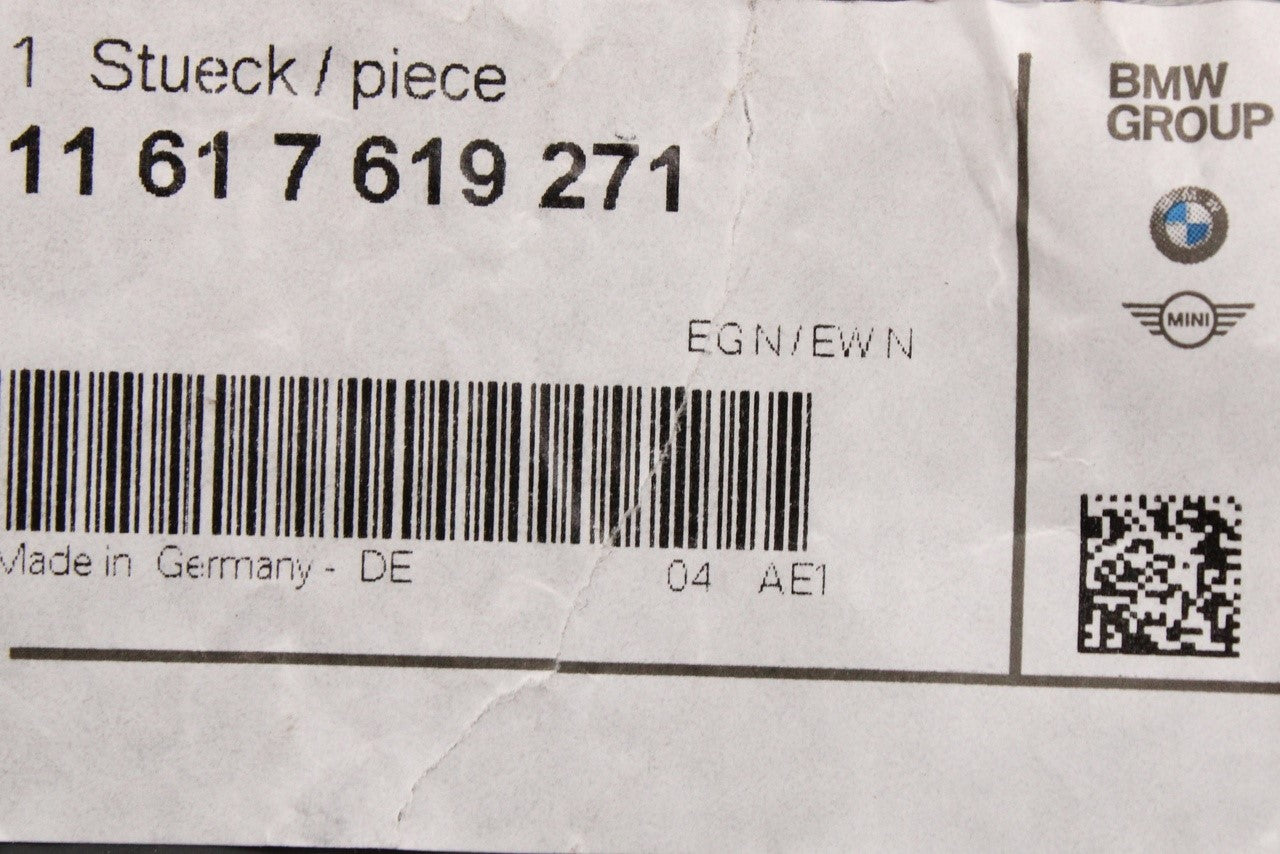 1 Stueck / piece
11 61 7 619 271
EGN/EWN
Made in Germany - DE
04 AE1
BMW
GROUP
MINI